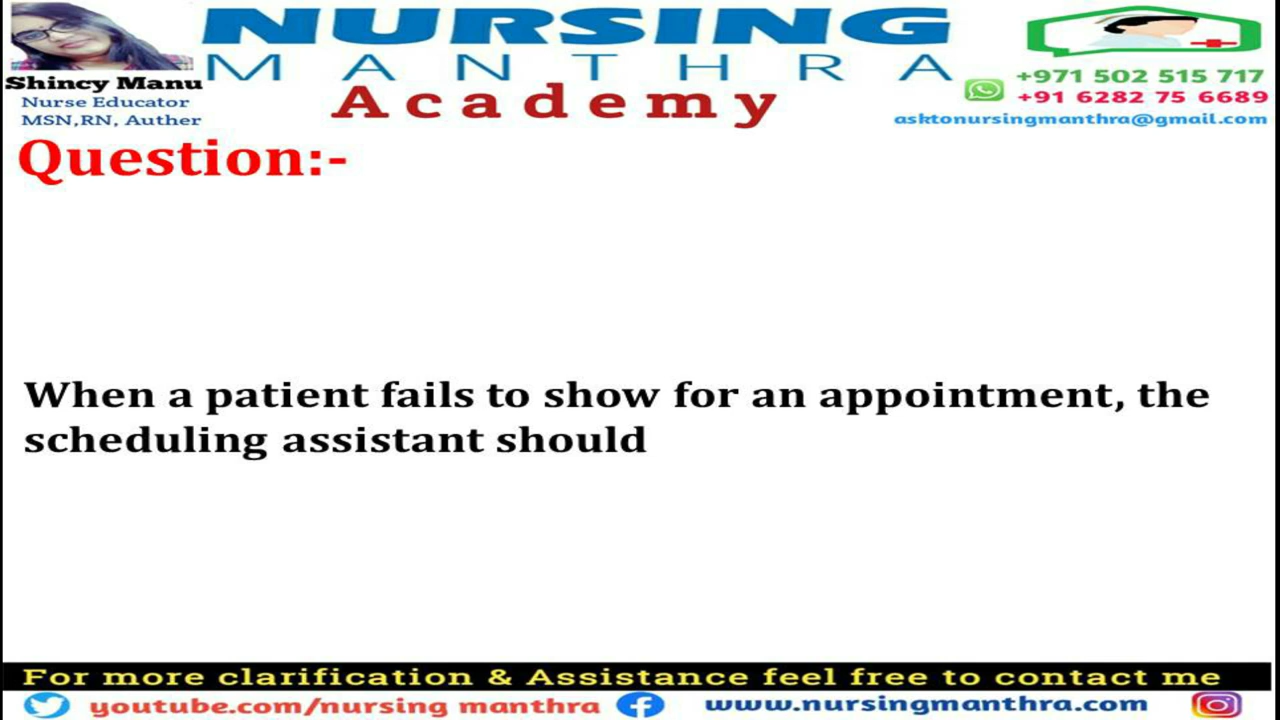 NURSING
MANTHRA
Academy
Shincy Manu
Nurse Educator
MSN,RN, Auther
+971 502 515 717
+91 6282 75 6689
asktonursingmanthra@gmail.com
Question:-
When a patient fails to show for an appointment, the
scheduling assistant should
For more clarification & Assistance feel free to contact me
youtube.com/nursing manthra
www.nursingmanthra.com